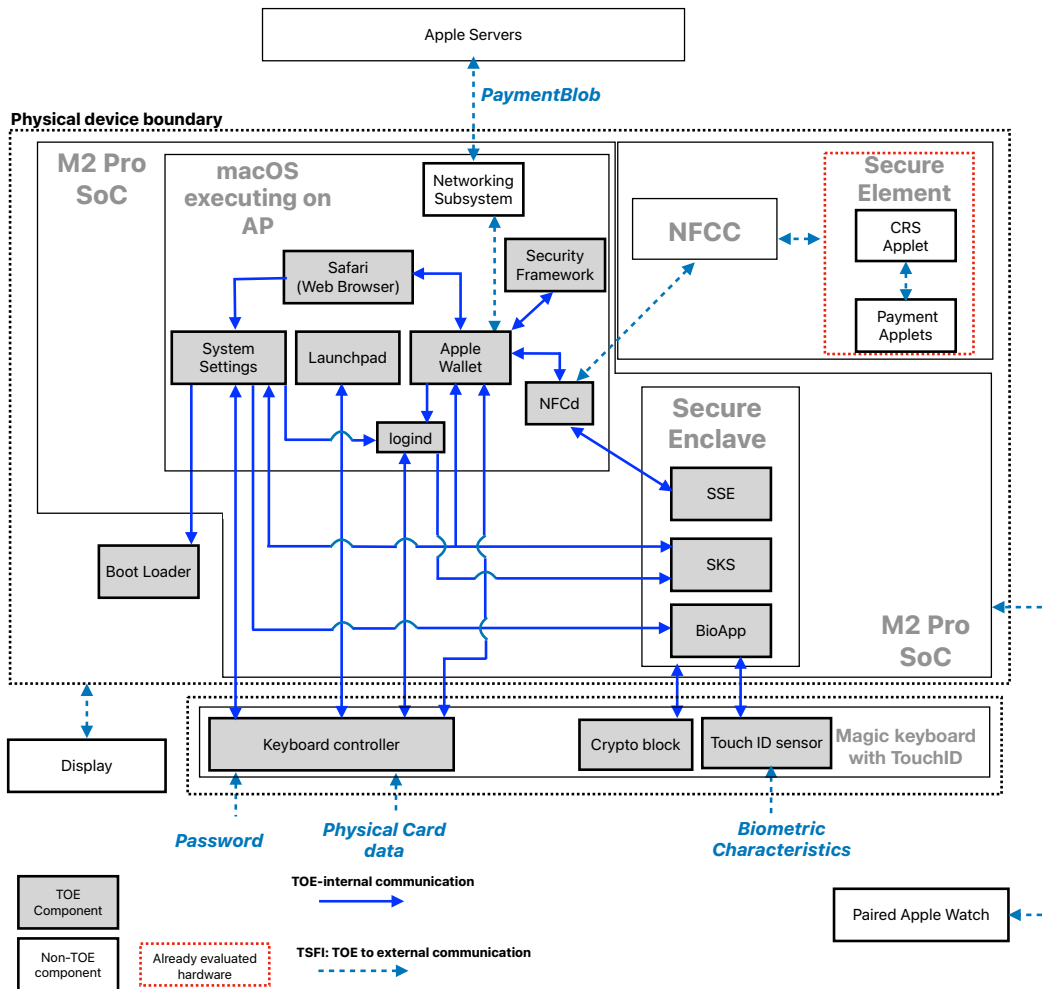 Apple Servers
PaymentBlob
Physical device boundary
M2 Pro
SoC
macOS
executing on
AP
Networking
Subsystem
Secure
Element
NFCC
CRS
Applet
Safari
(Web Browser)
Security
Framework
Payment
Applets
System
Settings
Launchpad
Apple
Wallet
NFCd
Secure
Enclave
logind
SSE
Boot Loader
SKS
BioApp
M2 Pro
SoC
Keyboard controller
Crypto block
Touch ID sensor
Magic keyboard
with TouchID
Display
Password
Physical Card
data
Biometric
Characteristics
TOE
Component
TOE-internal communication
Paired Apple Watch
Non-TOE
component
Already evaluated
hardware
TSFI: TOE to external communication